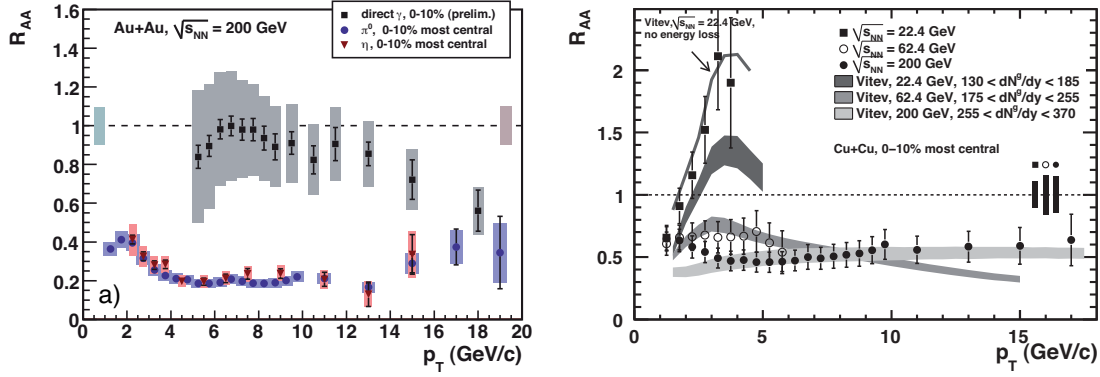 R_AA
Au+Au, √s_NN = 200 GeV
direct γ, 0-10% (prelim.)
π⁰, 0-10% most central
η, 0-10% most central
1.6
1.4
1.2
1
0.8
0.6
0.4
0.2
0
a)
0 2 4 6 8 10 12 14 16 18 20
p_T (GeV/c)
R_AA
Vitev, √s_NN = 22.4 GeV,
no energy loss
√s_NN = 22.4 GeV
√s_NN = 62.4 GeV
√s_NN = 200 GeV
Vitev, 22.4 GeV, 130 < dN^g/dy < 185
Vitev, 62.4 GeV, 175 < dN^g/dy < 255
Vitev, 200 GeV, 255 < dN^g/dy < 370
Cu+Cu, 0–10% most central
2
1.5
1
0.5
0
0 5 10 15
p_T (GeV/c)